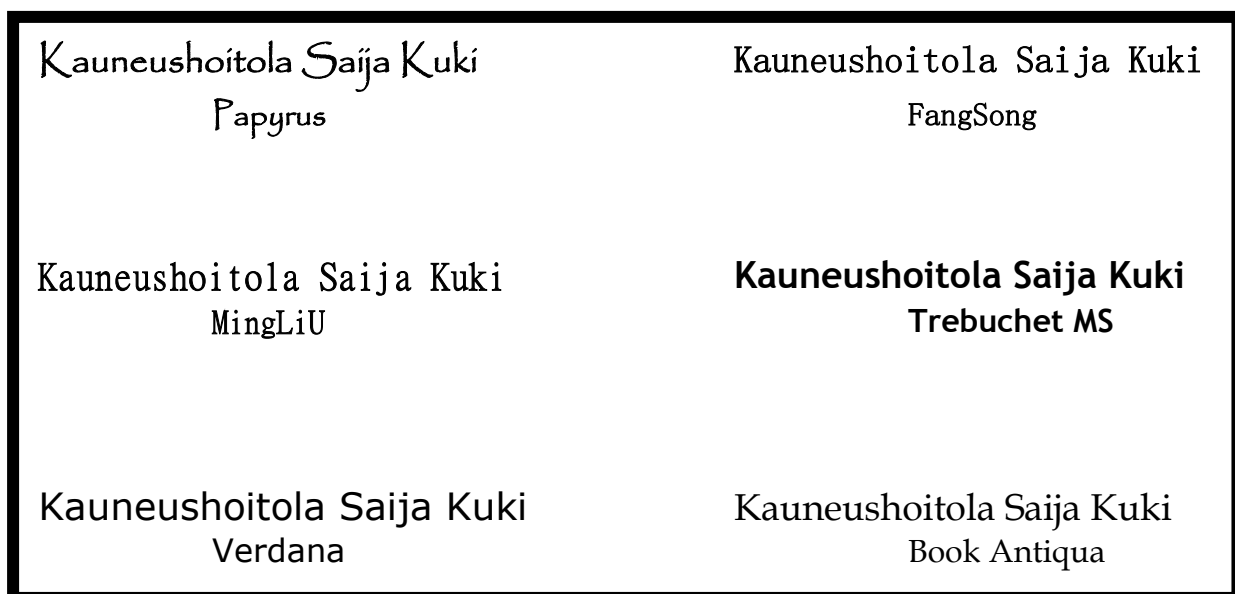 Kauneushoitola Saija Kuki
Papyrus
Kauneushoitola Saija Kuki
FangSong
Kauneushoitola Saija Kuki
MingLiU
Kauneushoitola Saija Kuki
Trebuchet MS
Kauneushoitola Saija Kuki
Verdana
Kauneushoitola Saija Kuki
Book Antiqua